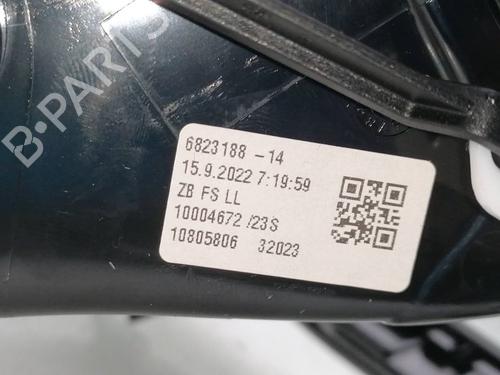 B-PARTS
6823188 -14
15.9.2022 7:19:59
ZB FS LL
10004672 /23S
10805806 32023